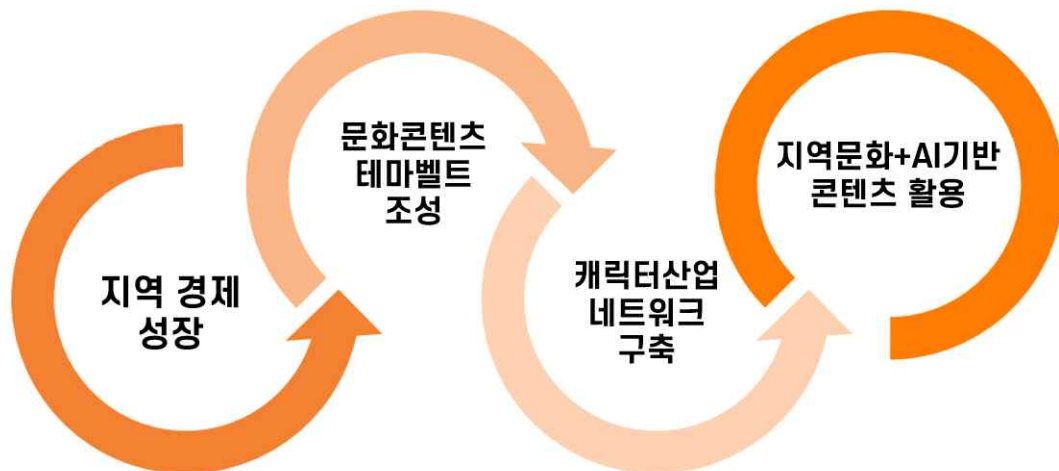 지역 경제
성장
문화콘텐츠
테마벨트
조성
캐릭터산업
네트워크
구축
지역문화+AI기반
콘텐츠 활용